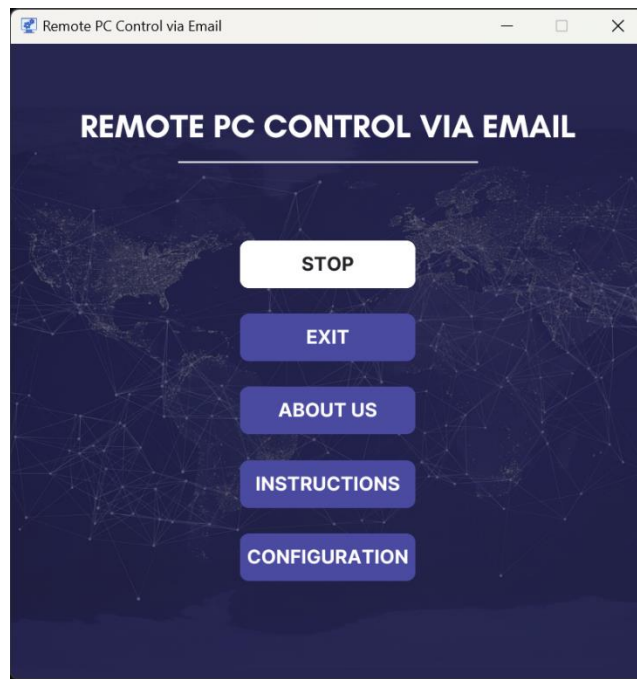 Remote PC Control via Email
REMOTE PC CONTROL VIA EMAIL
STOP
EXIT
ABOUT US
INSTRUCTIONS
CONFIGURATION